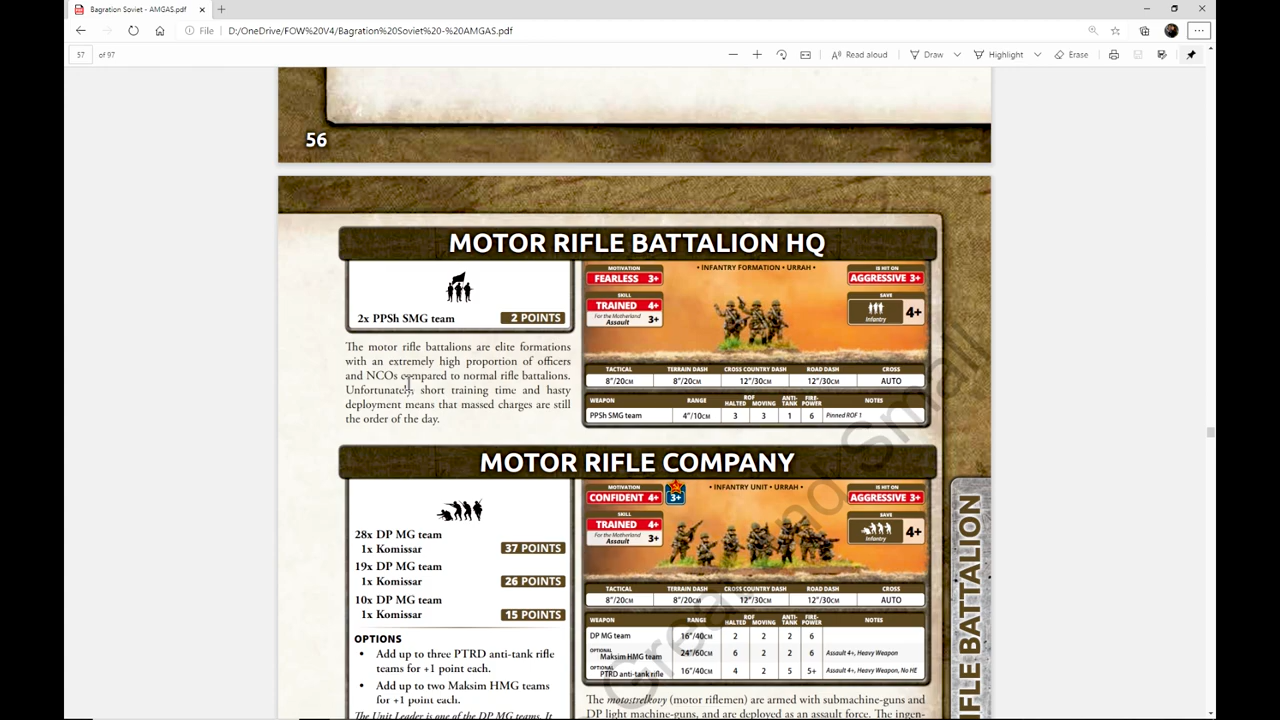 Bagration Soviet - AMGAS.pdf
File
D:/OneDrive/FOW%20V4/Bagration%20Soviet%20-%20AMGAS.pdf
57 of 97
Read aloud
Draw
Highlight
Erase
56
MOTOR RIFLE BATTALION HQ
2x PPSh SMG team 2 POINTS
The motor rifle battalions are elite formations
with an extremely high proportion of officers
and NCOs compared to normal rifle battalions.
Unfortunately, short training time and hasty
deployment means that massed charges are still
the order of the day.
MOTIVATION
FEARLESS 3+
SKILL
TRAINED 4+
For the Motherland
Assault 3+
• INFANTRY FORMATION • URRAH •
IS HIT ON
AGGRESSIVE 3+
SAVE
Infantry 4+
TACTICAL TERRAIN DASH CROSS COUNTRY DASH ROAD DASH CROSS
8"/20CM 8"/20CM 12"/30CM 12"/30CM AUTO
WEAPON RANGE ROF HALTED MOVING ANTI-TANK FIRE-POWER NOTES
PPSh SMG team 4"/10CM 3 3 1 6 Pinned ROF 1
MOTOR RIFLE COMPANY
28x DP MG team
1x Komissar 37 POINTS
19x DP MG team
1x Komissar 26 POINTS
10x DP MG team
1x Komissar 15 POINTS
OPTIONS
• Add up to three PTRD anti-tank rifle
teams for +1 point each.
• Add up to two Maksim HMG teams
for +1 point each.
The Unit Leader is one of the DP MG teams. It
MOTIVATION
CONFIDENT 4+ 3+
SKILL
TRAINED 4+
For the Motherland
Assault 3+
• INFANTRY UNIT • URRAH •
IS HIT ON
AGGRESSIVE 3+
SAVE
Infantry 4+
TACTICAL TERRAIN DASH CROSS COUNTRY DASH ROAD DASH CROSS
8"/20CM 8"/20CM 12"/30CM 12"/30CM AUTO
WEAPON RANGE ROF HALTED MOVING ANTI-TANK FIRE-POWER NOTES
DP MG team 16"/40CM 2 2 2 6
OPTIONAL
Maksim HMG team 24"/60CM 6 2 2 6 Assault 4+, Heavy Weapon
OPTIONAL
PTRD anti-tank rifle 16"/40CM 4 2 5 5+ Assault 4+, Heavy Weapon, No HE
The motostrelkovy (motor riflemen) are armed with submachine-guns and
DP light machine-guns, and are deployed as an assault force. The ingen-
IFLE BATTALION